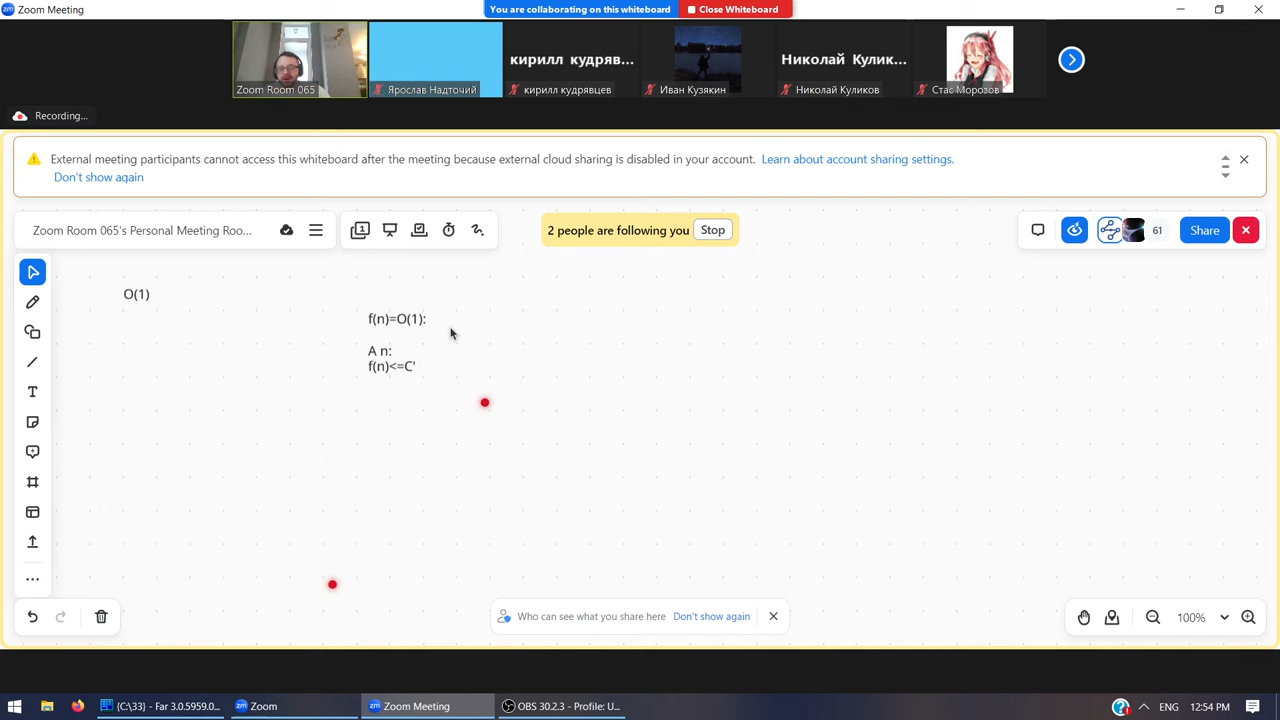 Zoom Meeting
You are collaborating on this whiteboard
Close Whiteboard
кирилл кудряв...
Николай Кулик...
Zoom Room 065
Ярослав Надточий
кирилл кудрявцев
Иван Кузякин
Николай Куликов
Стас Морозов
Recording...
External meeting participants cannot access this whiteboard after the meeting because external cloud sharing is disabled in your account. Learn about account sharing settings.
Don't show again
Zoom Room 065's Personal Meeting Roo...
1
2 people are following you
Stop
61
Share
O(1)
f(n)=O(1):
A n:
f(n)<=C'
T
Who can see what you share here
Don't show again
100%
(C:\33) - Far 3.0.5959.0...
Zoom
Zoom Meeting
OBS 30.2.3 - Profile: U...
ENG
12:54 PM